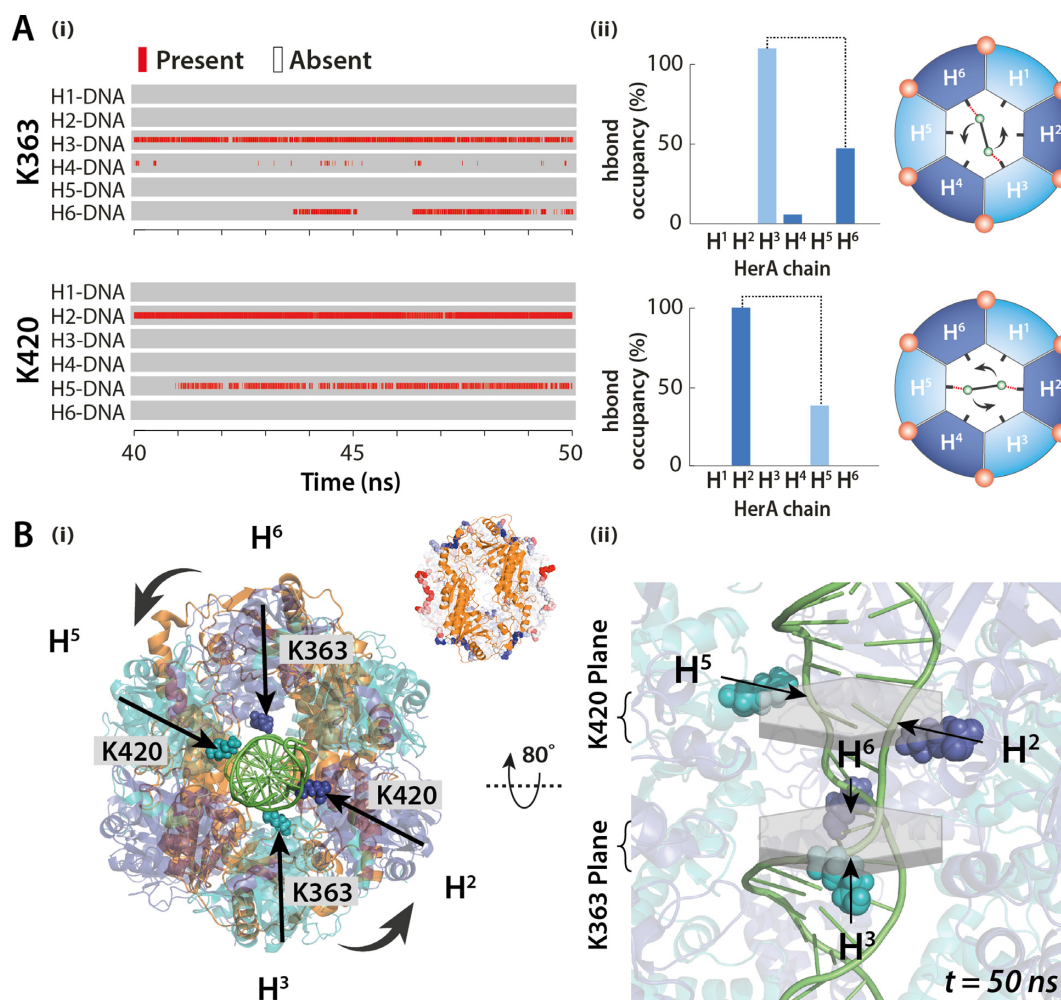 A (i)
Present Absent
K363
H1-DNA
H2-DNA
H3-DNA
H4-DNA
H5-DNA
H6-DNA
K420
H1-DNA
H2-DNA
H3-DNA
H4-DNA
H5-DNA
H6-DNA
40 45 50
Time (ns)
(ii)
hbond
occupancy (%)
100
50
0
H¹ H² H³ H⁴ H⁵ H⁶
HerA chain
H⁶ H¹
H⁵ H²
H⁴ H³
hbond
occupancy (%)
100
50
0
H¹ H² H³ H⁴ H⁵ H⁶
HerA chain
H⁶ H¹
H⁵ H²
H⁴ H³
B (i)
H⁶
H⁵
K363
K420
K420
K363
H²
H³
80°
(ii)
K420 Plane
K363 Plane
H⁵
H²
H⁶
H³
t = 50 ns